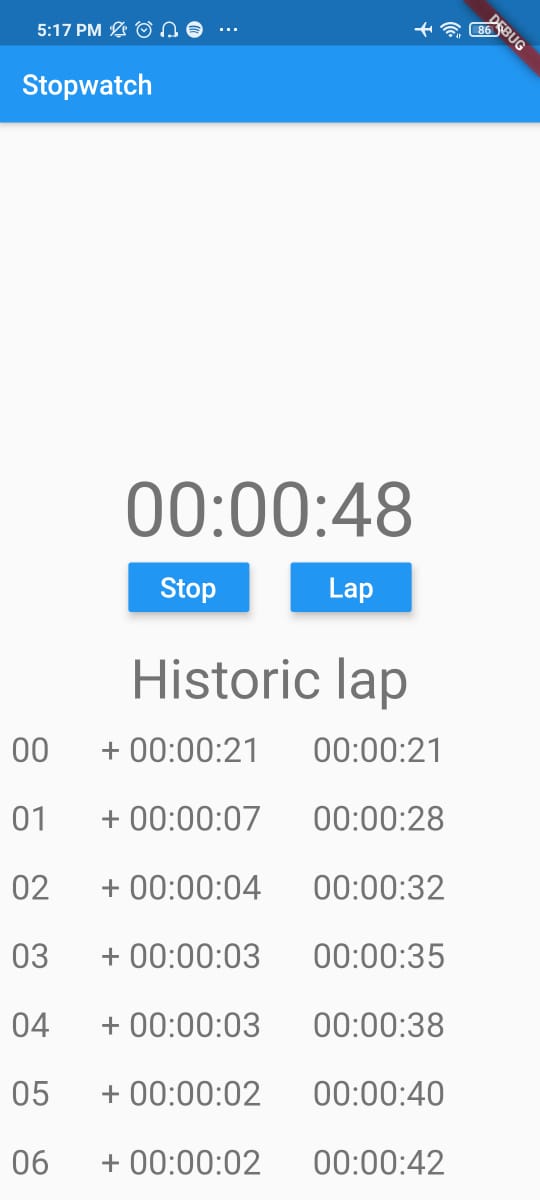 5:17 PM ... 86
DEBUG
Stopwatch
00:00:48
Stop Lap
Historic lap
00 + 00:00:21 00:00:21
01 + 00:00:07 00:00:28
02 + 00:00:04 00:00:32
03 + 00:00:03 00:00:35
04 + 00:00:03 00:00:38
05 + 00:00:02 00:00:40
06 + 00:00:02 00:00:42